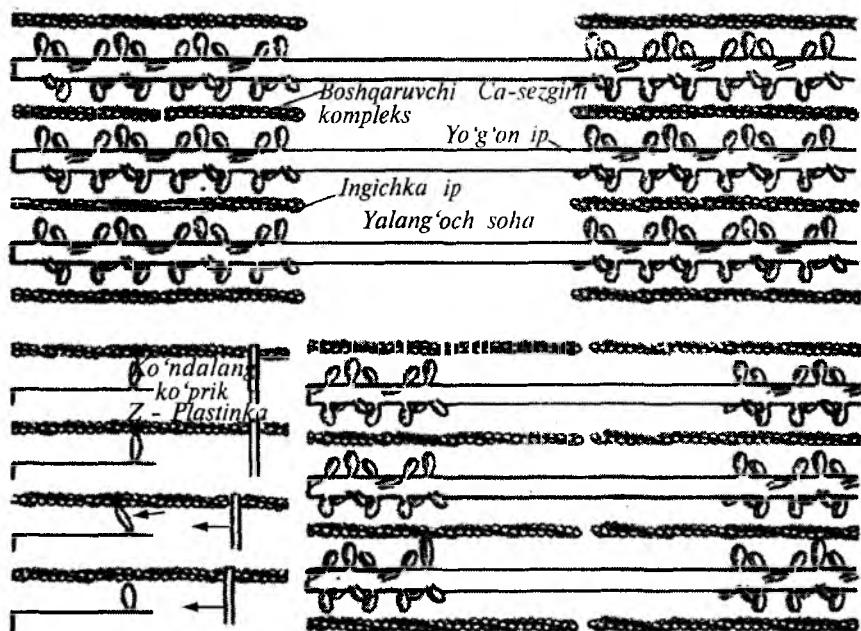 Boshqaruvchi Ca-sezgirli
kompleks
Yo'g'on ip
Ingichka ip
Yalang'och soha
Ko'ndalang
ko'prik
Z - Plastinka